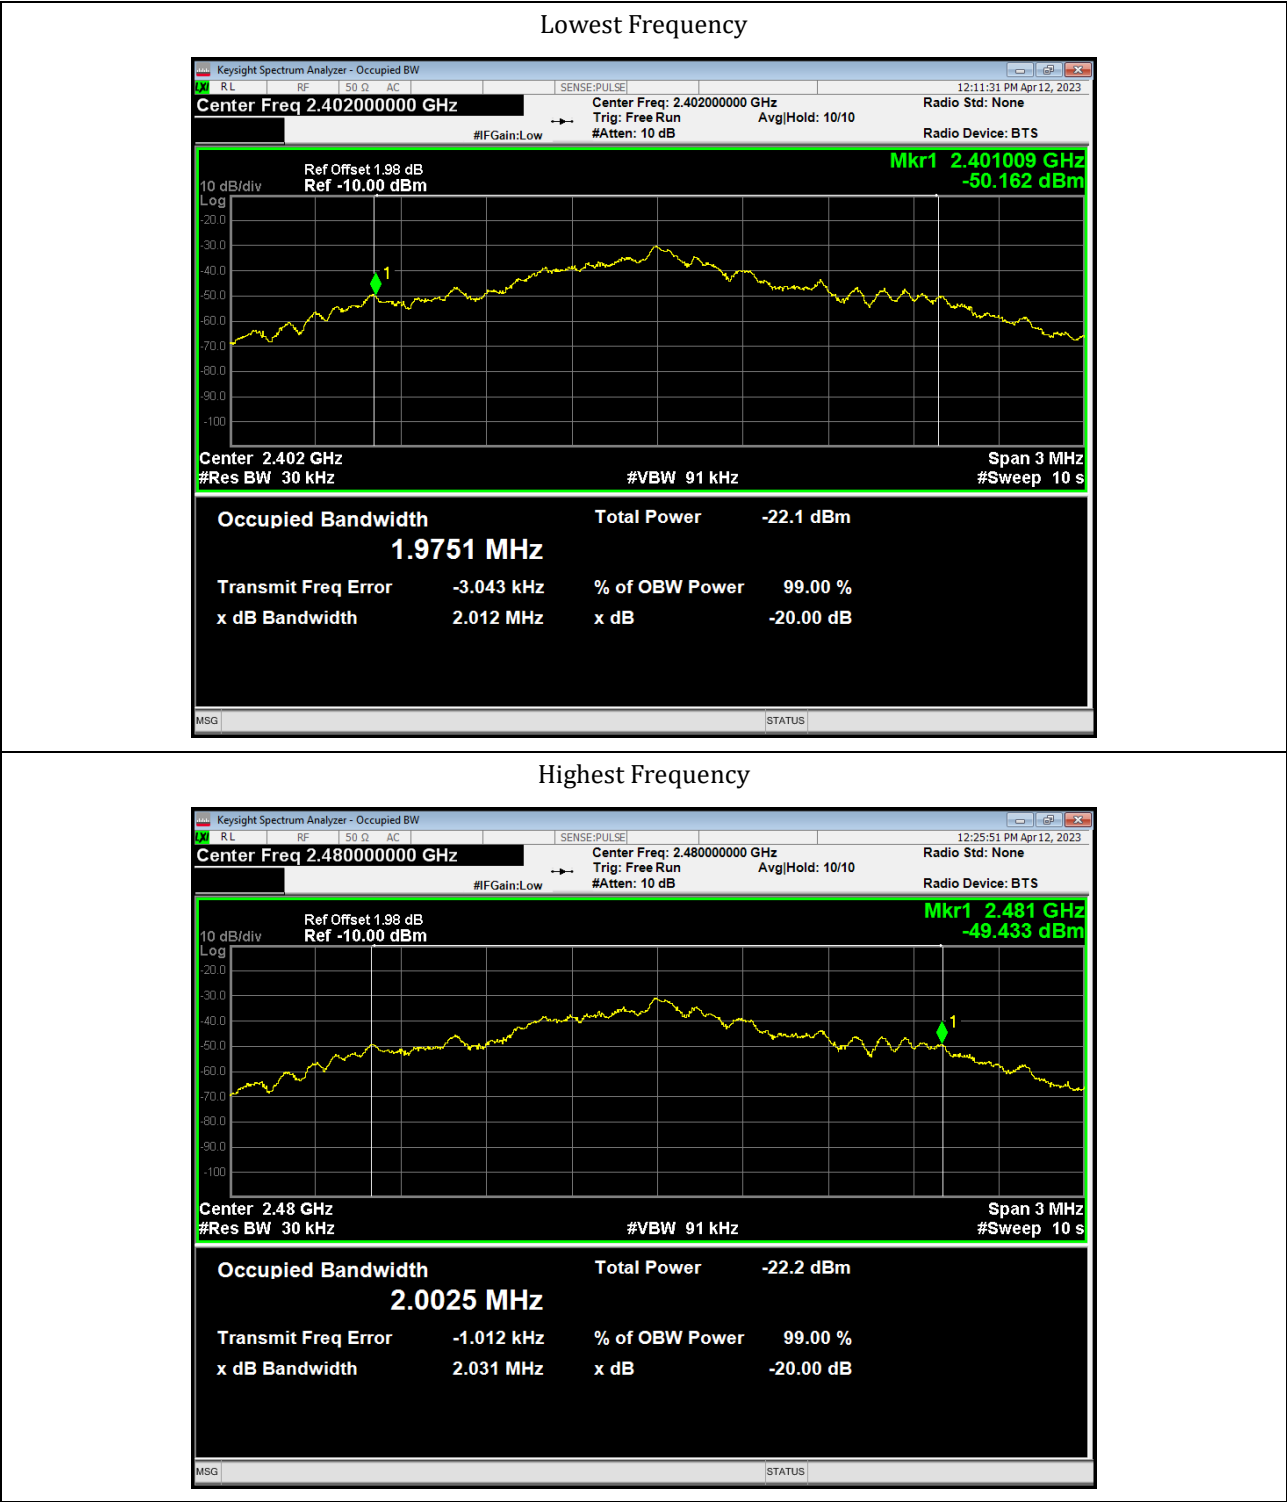 Lowest Frequency
Keysight Spectrum Analyzer - Occupied BW
LXI RL RF 50 Ω AC SENSE:PULSE 12:11:31 PM Apr 12, 2023
Center Freq 2.402000000 GHz Center Freq: 2.402000000 GHz Radio Std: None
Trig: Free Run Avg|Hold: 10/10
#IFGain:Low #Atten: 10 dB Radio Device: BTS
Mkr1 2.401009 GHz
-50.162 dBm
Ref Offset 1.98 dB
10 dB/div Ref -10.00 dBm
Log
-20.0
-30.0
-40.0
1
-50.0
-60.0
-70.0
-80.0
-90.0
-100
Center 2.402 GHz Span 3 MHz
#Res BW 30 kHz #VBW 91 kHz #Sweep 10 s
Occupied Bandwidth Total Power -22.1 dBm
1.9751 MHz
Transmit Freq Error -3.043 kHz % of OBW Power 99.00 %
x dB Bandwidth 2.012 MHz x dB -20.00 dB
MSG STATUS
Highest Frequency
Keysight Spectrum Analyzer - Occupied BW
LXI RL RF 50 Ω AC SENSE:PULSE 12:25:51 PM Apr 12, 2023
Center Freq 2.480000000 GHz Center Freq: 2.480000000 GHz Radio Std: None
Trig: Free Run Avg|Hold: 10/10
#IFGain:Low #Atten: 10 dB Radio Device: BTS
Mkr1 2.481 GHz
-49.433 dBm
Ref Offset 1.98 dB
10 dB/div Ref -10.00 dBm
Log
-20.0
-30.0
-40.0
1
-50.0
-60.0
-70.0
-80.0
-90.0
-100
Center 2.48 GHz Span 3 MHz
#Res BW 30 kHz #VBW 91 kHz #Sweep 10 s
Occupied Bandwidth Total Power -22.2 dBm
2.0025 MHz
Transmit Freq Error -1.012 kHz % of OBW Power 99.00 %
x dB Bandwidth 2.031 MHz x dB -20.00 dB
MSG STATUS